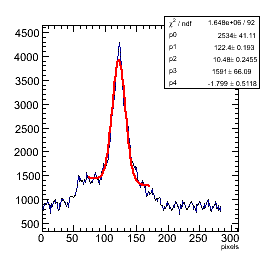 χ² / ndf 1.648e+06 / 92
p0 2534± 41.11
p1 122.4± 0.193
p2 10.48± 0.2455
p3 1591± 66.09
p4 -1.799 ± 0.5118
4500
4000
3500
3000
2500
2000
1500
1000
500
0 50 100 150 200 250 300
pixels